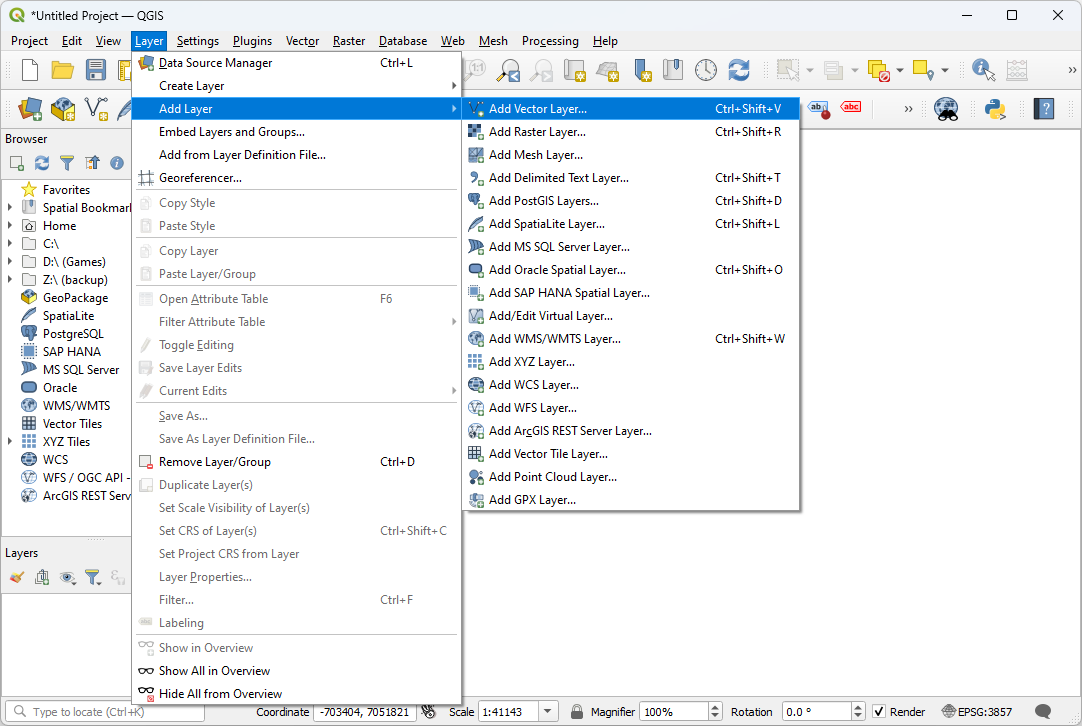 *Untitled Project — QGIS
Project Edit View Layer Settings Plugins Vector Raster Database Web Mesh Processing Help
abc
abc
?
Browser
Favorites
Spatial Bookmar
Home
C:\
D:\ (Games)
Z:\ (backup)
GeoPackage
SpatiaLite
PostgreSQL
SAP HANA
MS SQL Server
Oracle
WMS/WMTS
Vector Tiles
XYZ Tiles
WCS
WFS / OGC API -
ArcGIS REST Serv
Layers
Data Source Manager Ctrl+L
Create Layer
Add Layer
Embed Layers and Groups...
Add from Layer Definition File...
Georeferencer...
Copy Style
Paste Style
Copy Layer
Paste Layer/Group
Open Attribute Table F6
Filter Attribute Table
Toggle Editing
Save Layer Edits
Current Edits
Save As...
Save As Layer Definition File...
Remove Layer/Group Ctrl+D
Duplicate Layer(s)
Set Scale Visibility of Layer(s)
Set CRS of Layer(s) Ctrl+Shift+C
Set Project CRS from Layer
Layer Properties...
Filter... Ctrl+F
Labeling
Show in Overview
Show All in Overview
Hide All from Overview
Add Vector Layer... Ctrl+Shift+V
Add Raster Layer... Ctrl+Shift+R
Add Mesh Layer...
Add Delimited Text Layer... Ctrl+Shift+T
Add PostGIS Layers... Ctrl+Shift+D
Add SpatiaLite Layer... Ctrl+Shift+L
Add MS SQL Server Layer...
Add Oracle Spatial Layer... Ctrl+Shift+O
Add SAP HANA Spatial Layer...
Add/Edit Virtual Layer...
Add WMS/WMTS Layer... Ctrl+Shift+W
Add XYZ Layer...
Add WCS Layer...
Add WFS Layer...
Add ArcGIS REST Server Layer...
Add Vector Tile Layer...
Add Point Cloud Layer...
Add GPX Layer...
Type to locate (Ctrl+K) Coordinate -703404, 7051821 Scale 1:41143 Magnifier 100% Rotation 0.0 ° Render EPSG:3857